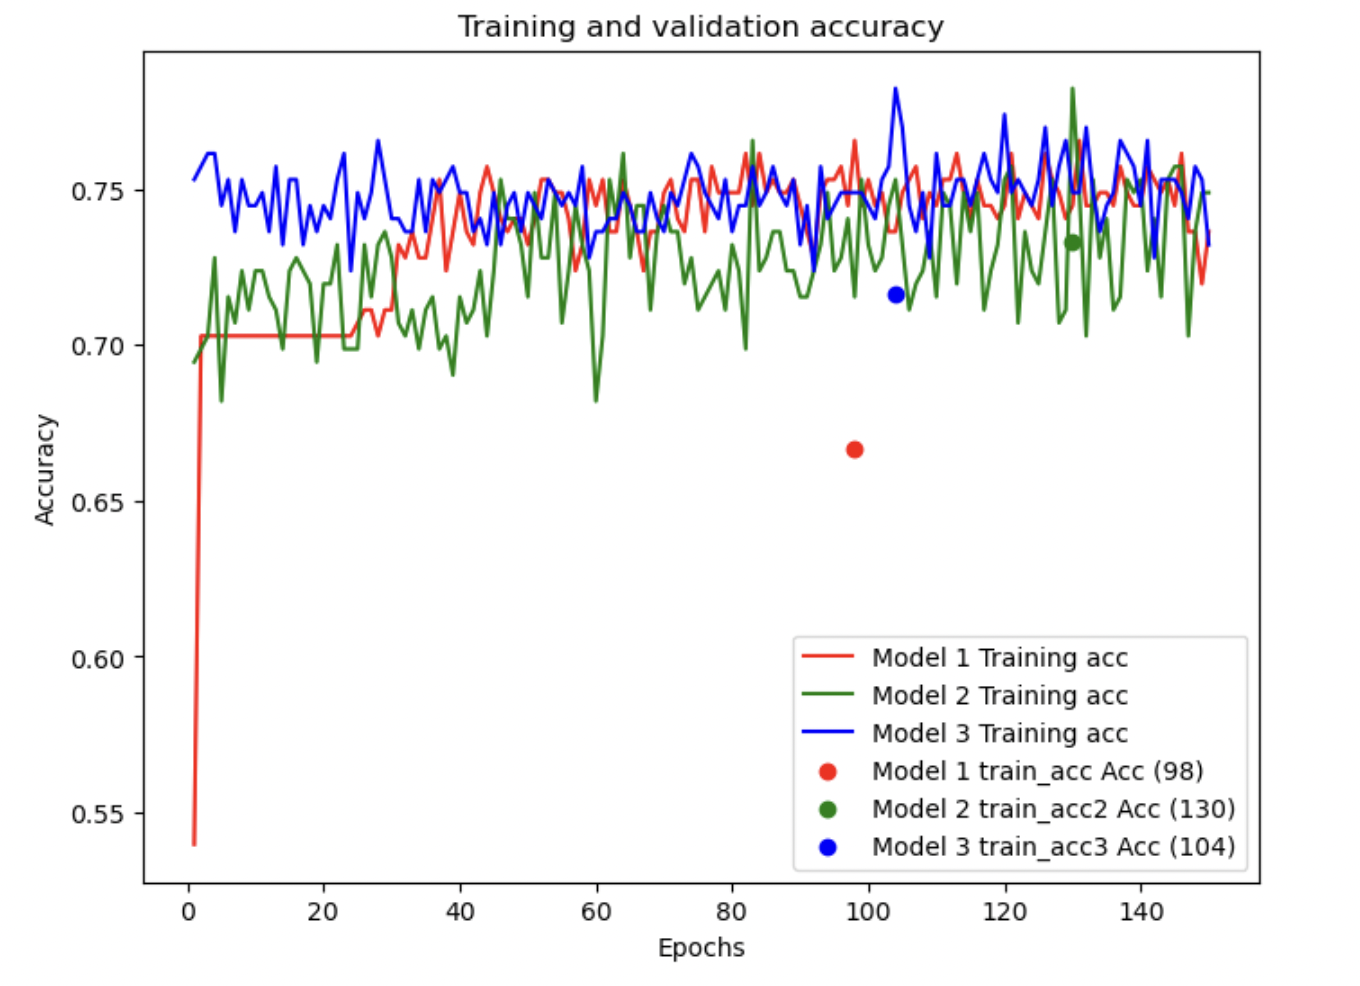 Training and validation accuracy
Accuracy
0.75
0.70
0.65
0.60
0.55
Model 1 Training acc
Model 2 Training acc
Model 3 Training acc
Model 1 train_acc Acc (98)
Model 2 train_acc2 Acc (130)
Model 3 train_acc3 Acc (104)
0 20 40 60 80 100 120 140
Epochs